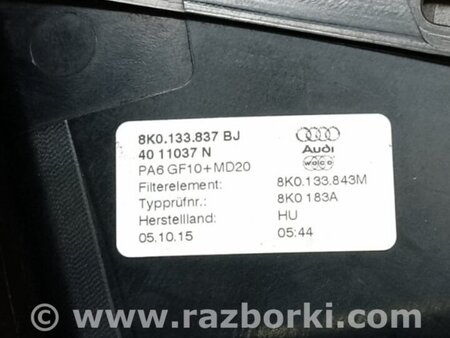 8K0.133.837 BJ
40 11037 N
Audi
PA6 GF10+MD20
WOCO
Filterelement: 8K0.133.843M
Typprüfnr.: 8K0 183A
Herstellland: HU
05.10.15 05:44
© www.razborki.com